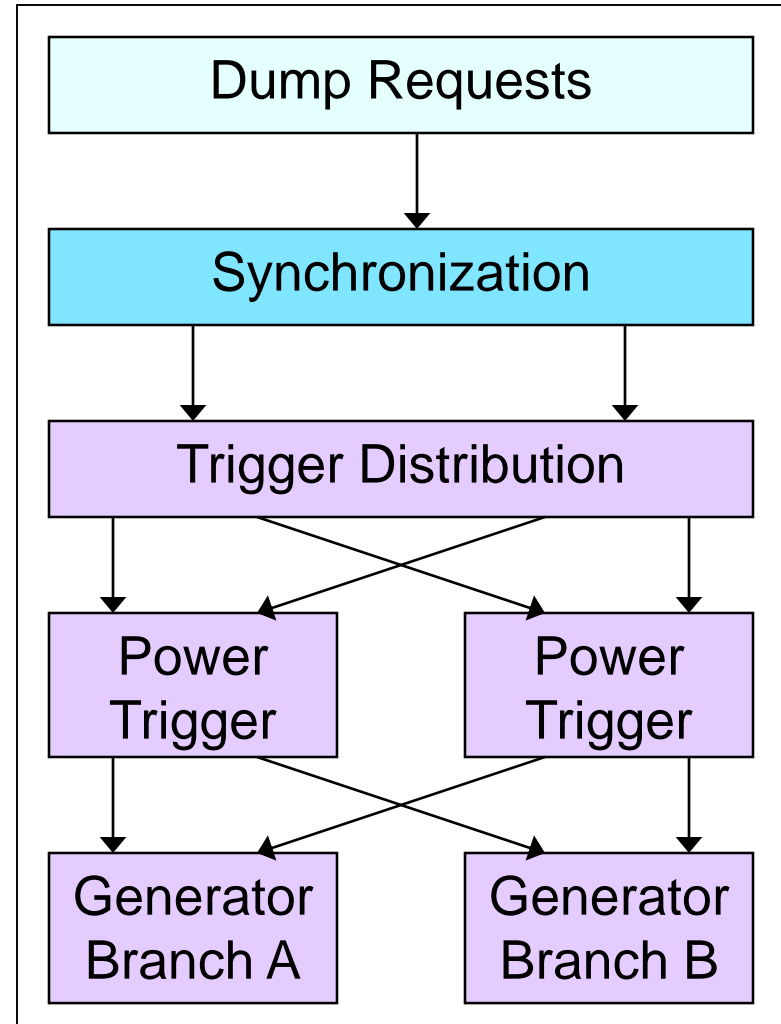 Dump Requests
Synchronization
Trigger Distribution
Power
Trigger
Power
Trigger
Generator
Branch A
Generator
Branch B